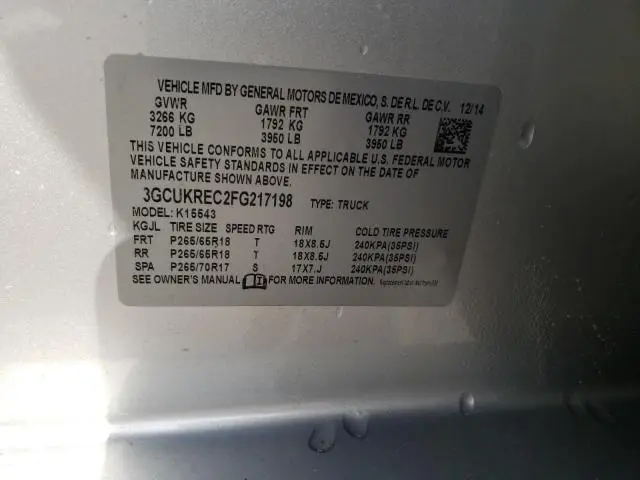 VEHICLE MFD BY GENERAL MOTORS DE MEXICO, S. DE R.L. DE C.V. 12/14
GVWR GAWR FRT GAWR RR
3266 KG 1792 KG 1792 KG
7200 LB 3950 LB 3950 LB
THIS VEHICLE CONFORMS TO ALL APPLICABLE U.S. FEDERAL MOTOR
VEHICLE SAFETY STANDARDS IN EFFECT ON THE DATE OF
MANUFACTURE SHOWN ABOVE.
3GCUKREC2FG217198 TYPE: TRUCK
MODEL: K15543
KGJL TIRE SIZE SPEED RTG RIM COLD TIRE PRESSURE
FRT P265/65R18 T 18X8.5J 240KPA(35PSI)
RR P265/65R18 T 18X8.5J 240KPA(35PSI)
SPA P265/70R17 S 17X7.J 240KPA(35PSI)
SEE OWNER'S MANUAL FOR MORE INFORMATION. Replacement label